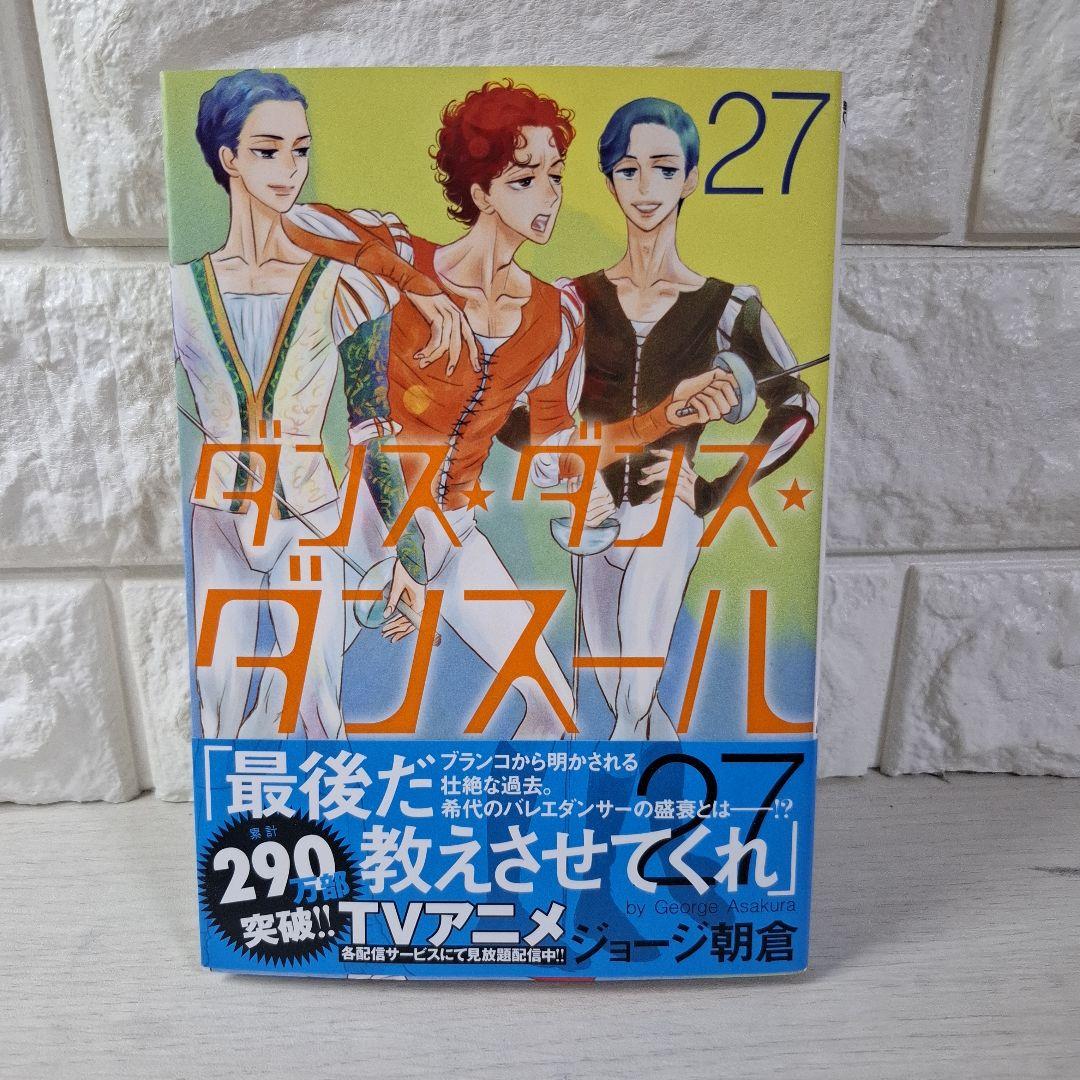 27
ダンス★ダンス★
ダンスール
27
「最後だ
ブランコから明かされる
壮絶な過去。
希代のバレエダンサーの盛衰とは――!?
教えさせてくれ」
累計
290万部
突破!!
TVアニメ
各配信サービスにて見放題配信中!!
by George Asakura
ジョージ朝倉